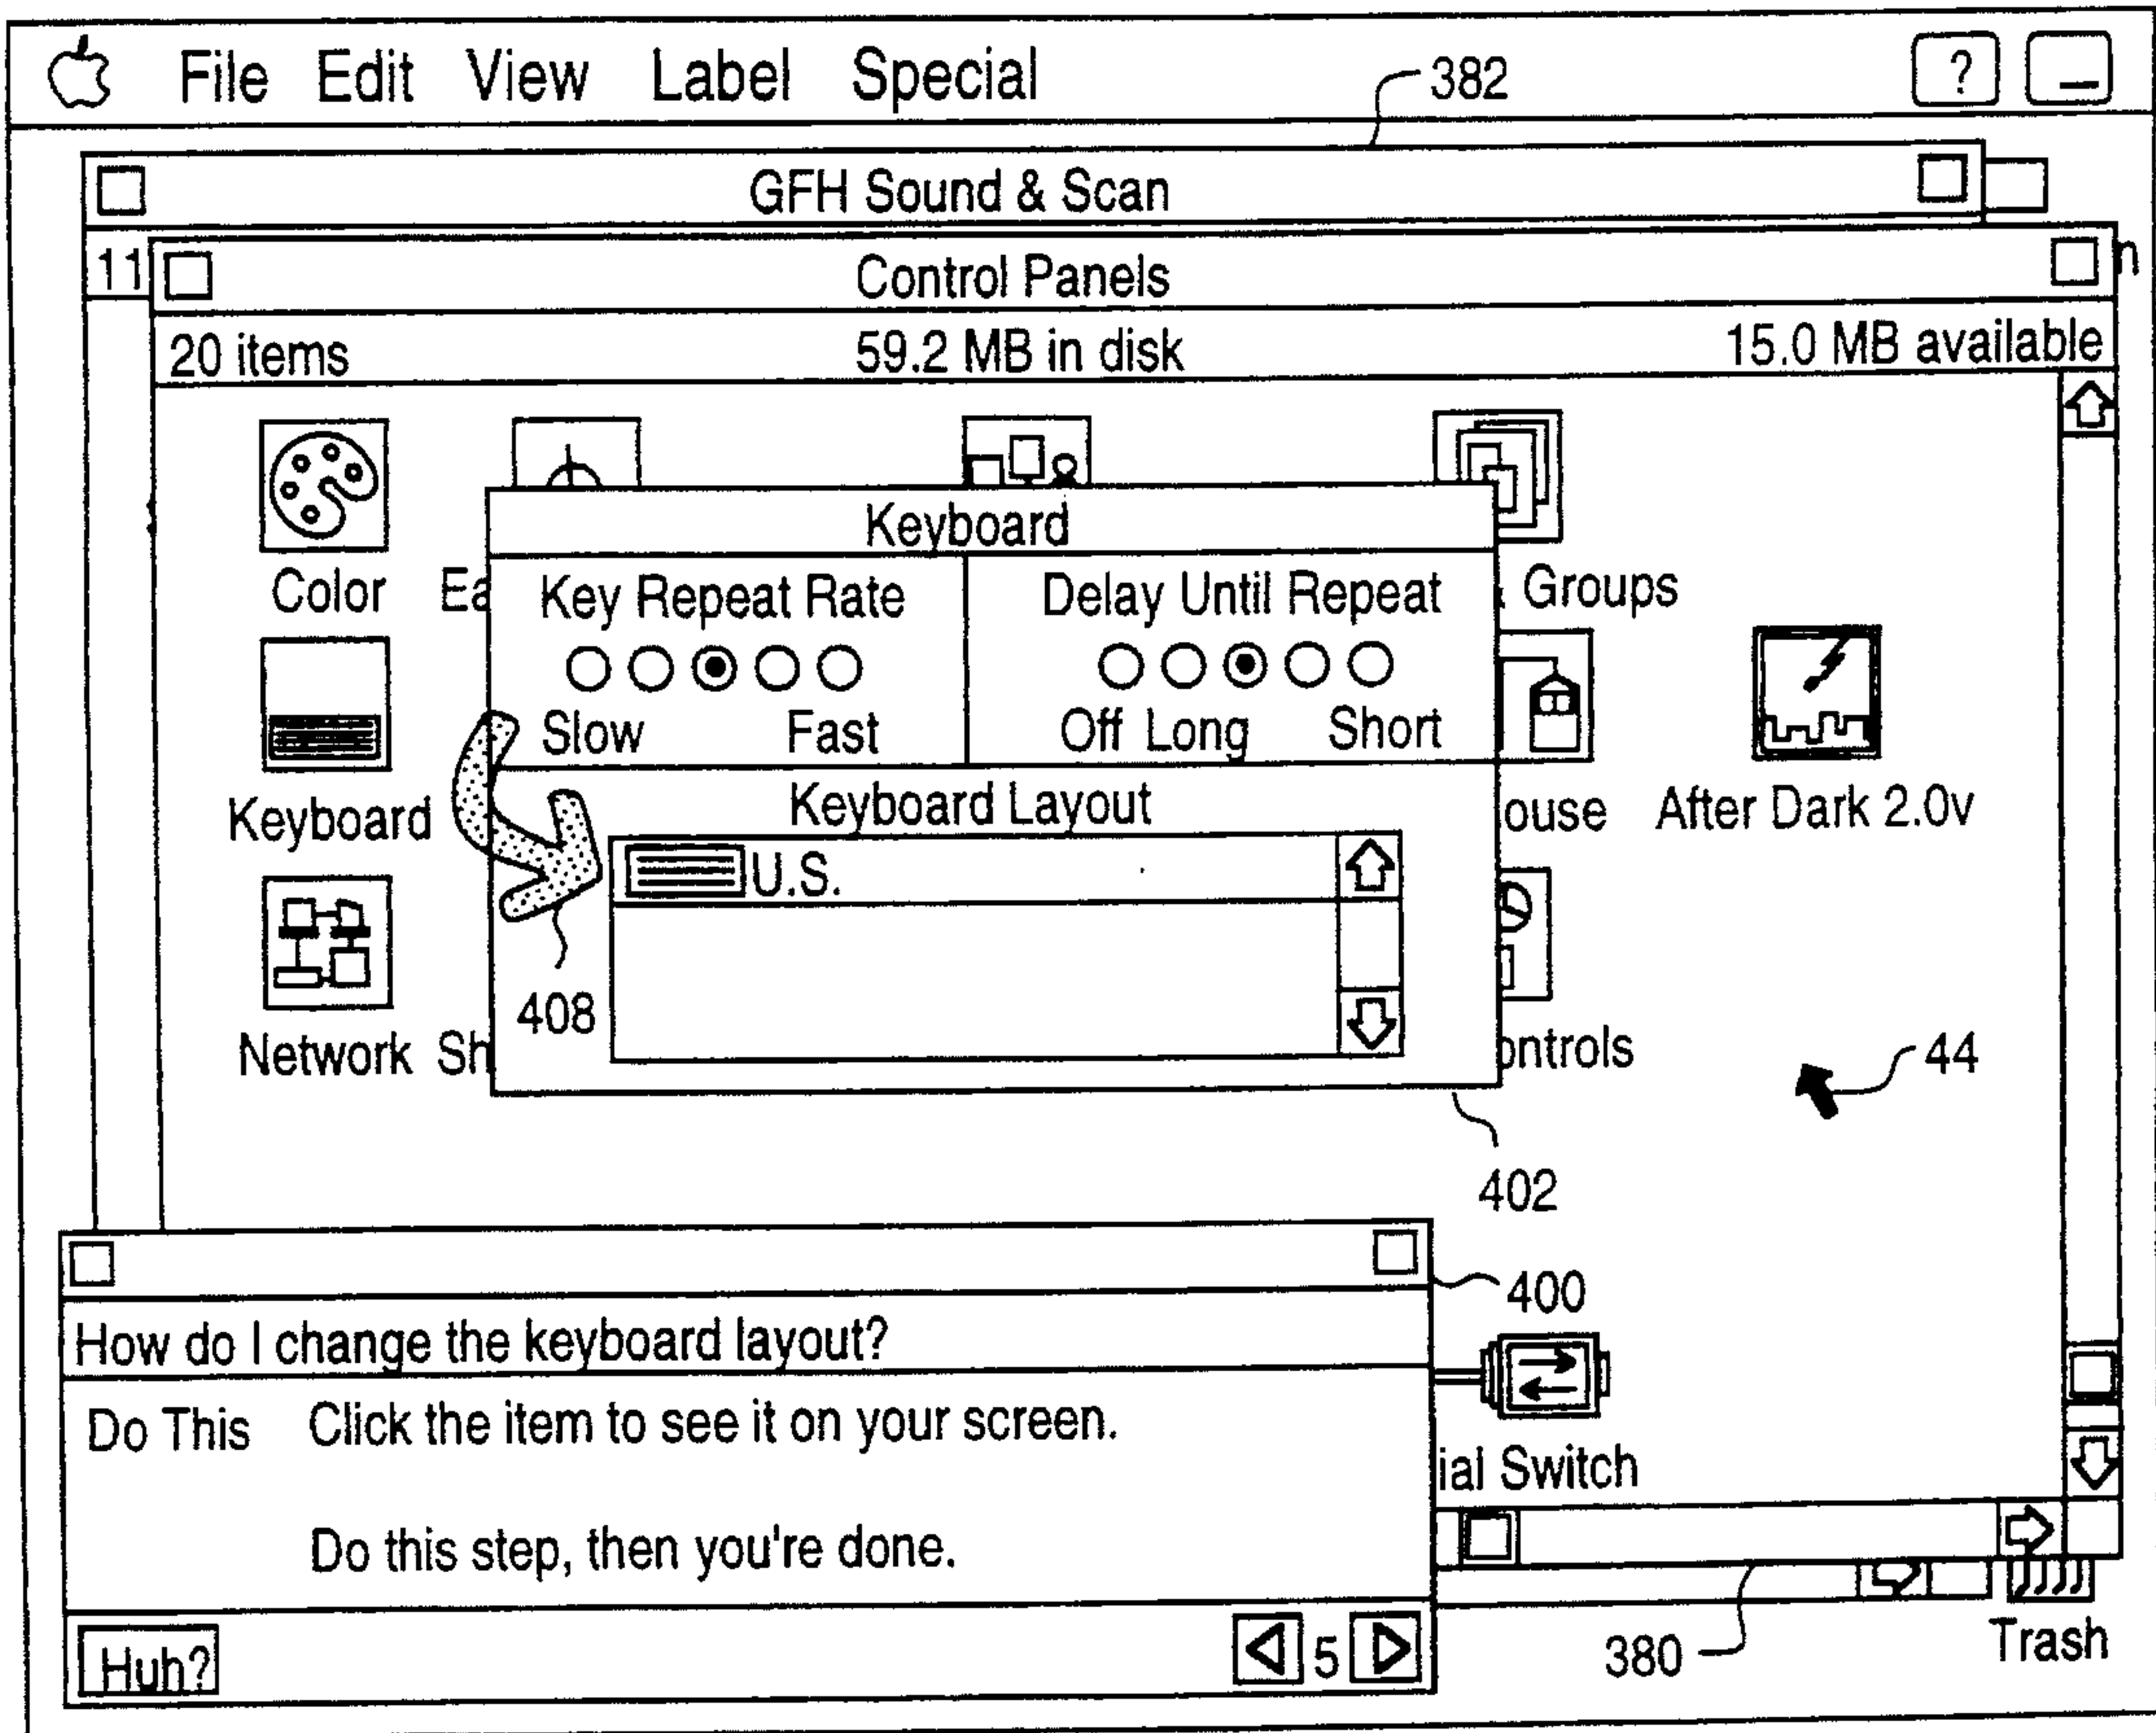 File Edit View Label Special ?
382
GFH Sound & Scan
11
n
Control Panels
20 items 59.2 MB in disk 15.0 MB available
Keyboard
Color Ea Key Repeat Rate Delay Until Repeat Groups
Slow Fast Off Long Short
Keyboard Keyboard Layout ouse After Dark 2.0v
U.S.
408
Network Sh ontrols 44
402
400
How do I change the keyboard layout?
Do This Click the item to see it on your screen.
ial Switch
Do this step, then you're done.
Huh? 5 380 Trash